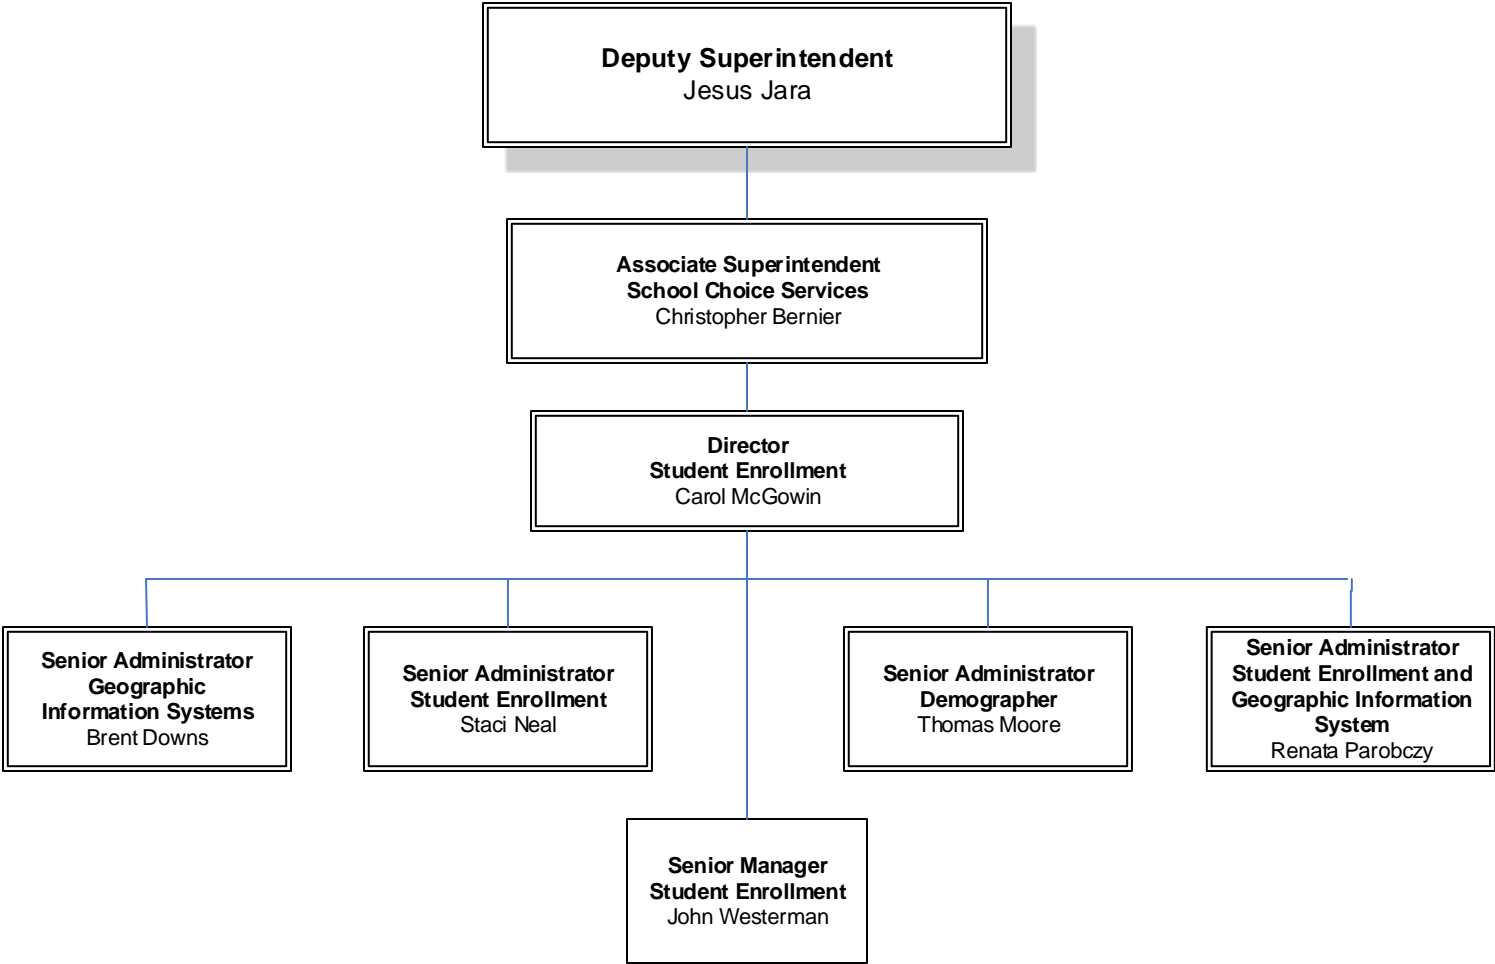 Deputy Superintendent
Jesus Jara
Associate Superintendent
School Choice Services
Christopher Bernier
Director
Student Enrollment
Carol McGowin
Senior Administrator
Geographic
Information Systems
Brent Downs
Senior Administrator
Student Enrollment
Staci Neal
Senior Administrator
Demographer
Thomas Moore
Senior Administrator
Student Enrollment and
Geographic Information
System
Renata Parobczy
Senior Manager
Student Enrollment
John Westerman